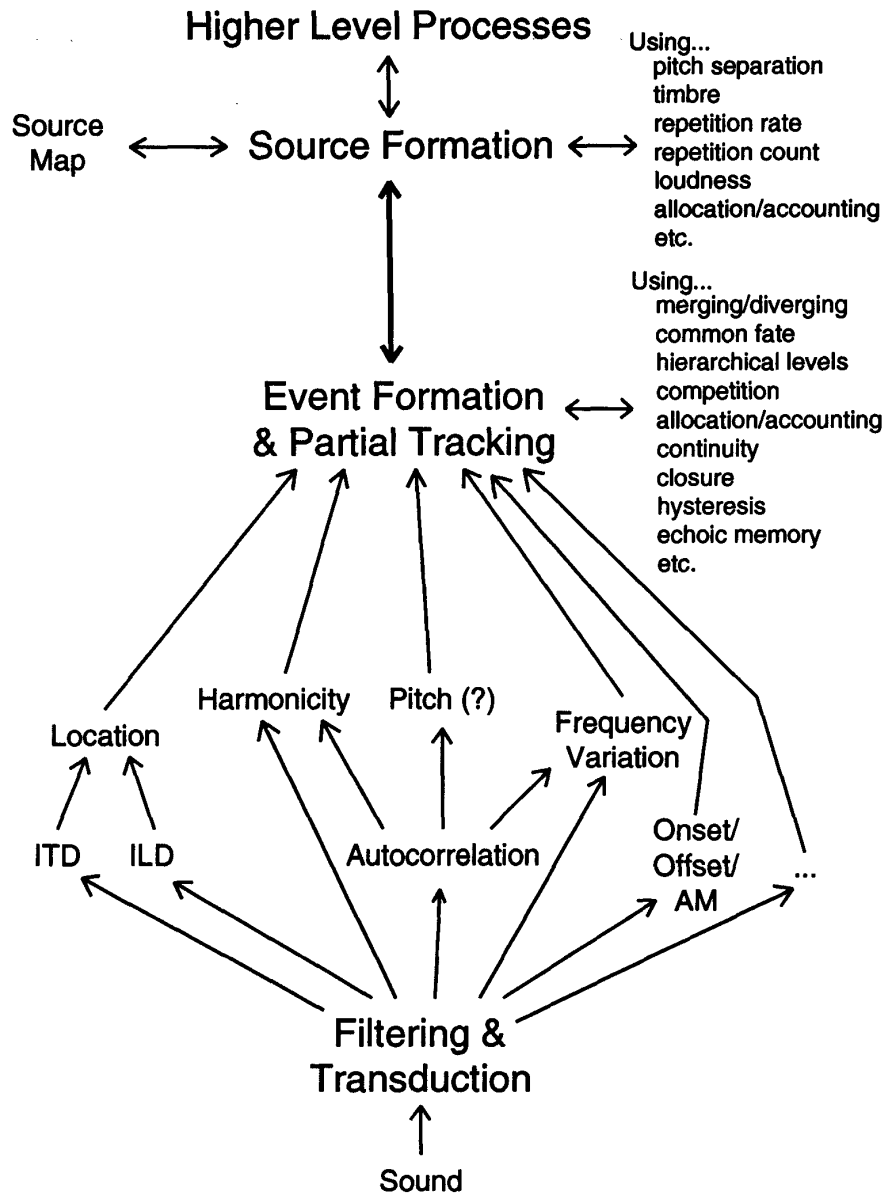 Higher Level Processes
Using...
pitch separation
timbre
repetition rate
repetition count
loudness
allocation/accounting
etc.
Source
Map
Source Formation
Using...
merging/diverging
common fate
hierarchical levels
competition
allocation/accounting
continuity
closure
hysteresis
echoic memory
etc.
Event Formation
& Partial Tracking
Location
Harmonicity
Pitch (?)
Frequency
Variation
ITD
ILD
Autocorrelation
Onset/
Offset/
AM
...
Filtering &
Transduction
Sound